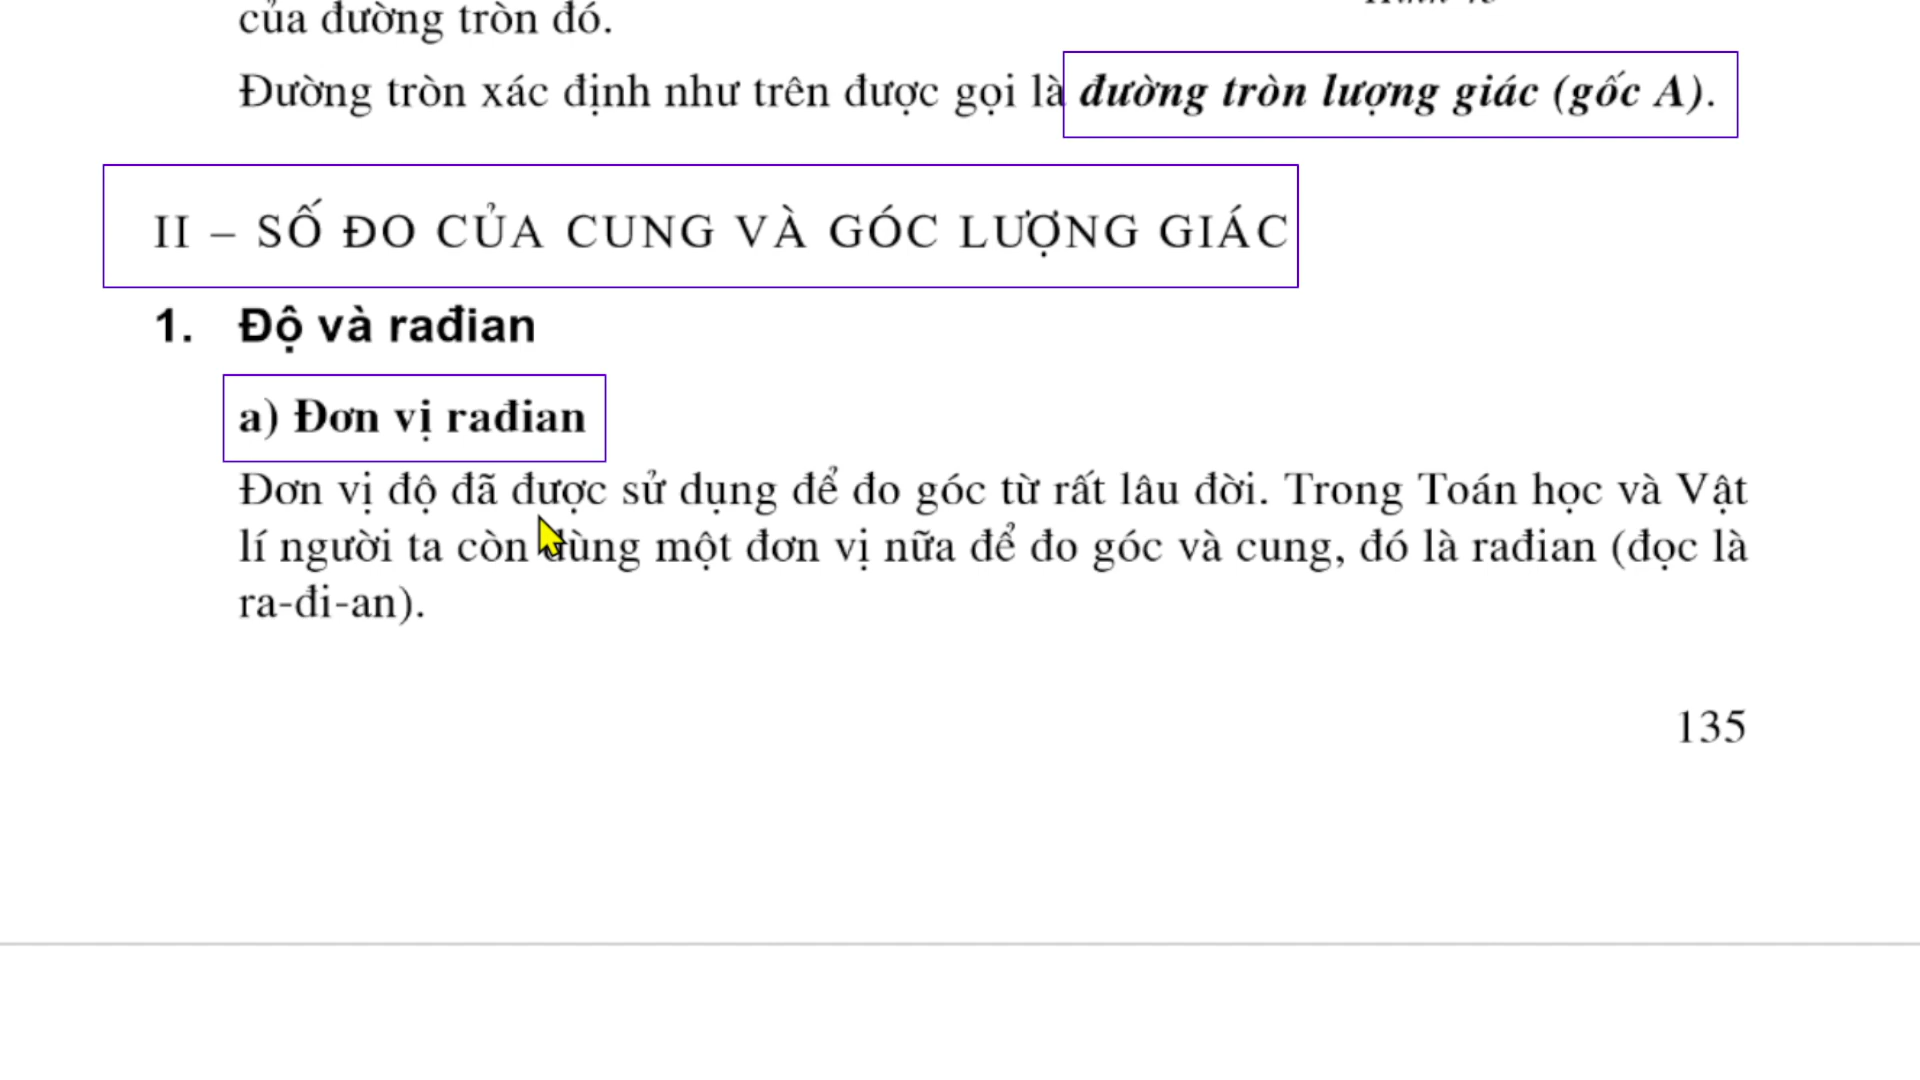 của đường tròn đó.
Đường tròn xác định như trên được gọi là đường tròn lượng giác (gốc A).
II – SỐ ĐO CỦA CUNG VÀ GÓC LƯỢNG GIÁC
1. Độ và rađian
a) Đơn vị rađian
Đơn vị độ đã được sử dụng để đo góc từ rất lâu đời. Trong Toán học và Vật
lí người ta còn dùng một đơn vị nữa để đo góc và cung, đó là rađian (đọc là
ra-đi-an).
135